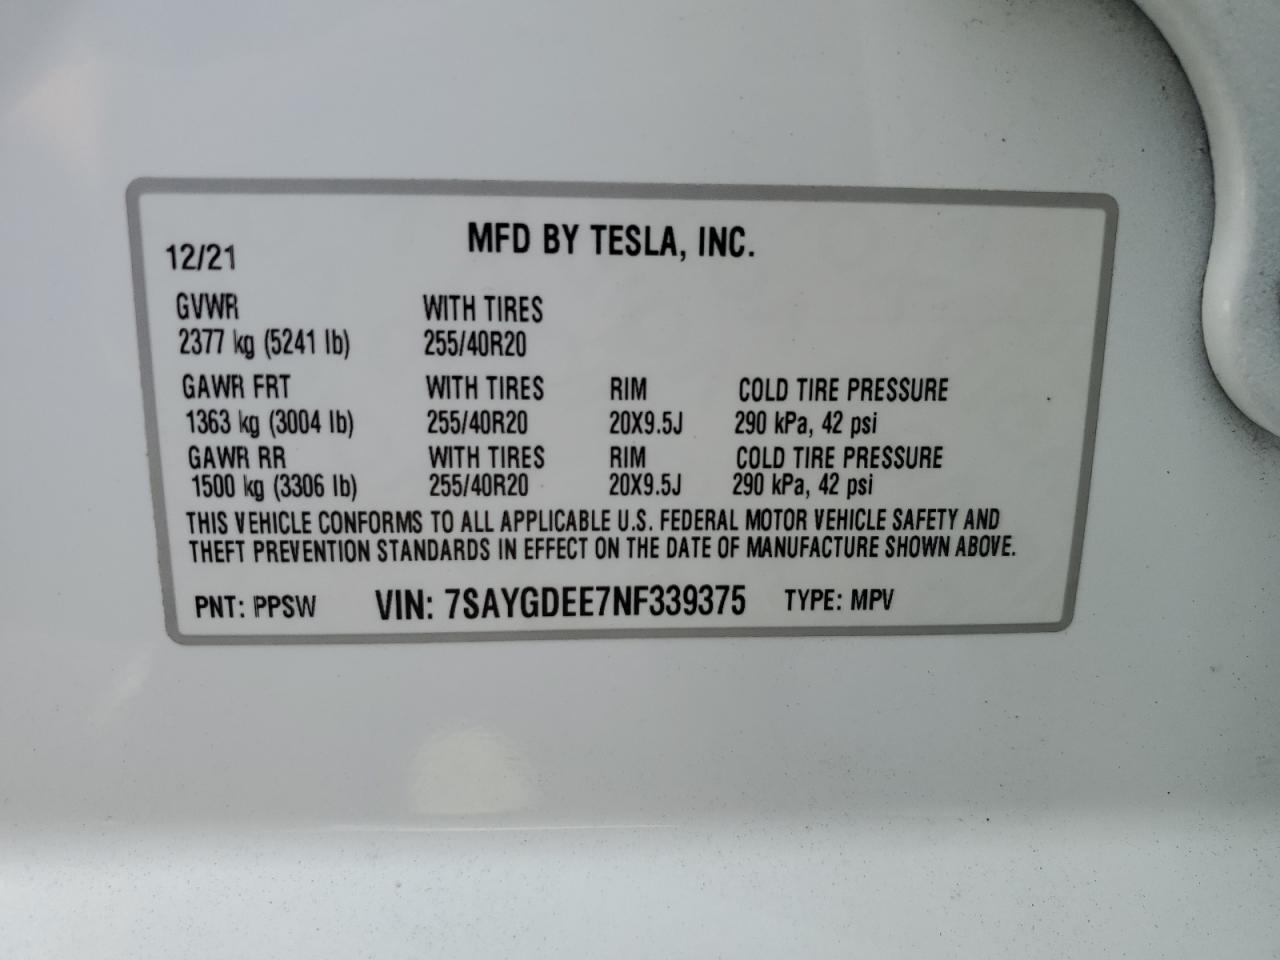 MFD BY TESLA, INC.
12/21
GVWR WITH TIRES
2377 kg (5241 lb) 255/40R20
GAWR FRT WITH TIRES RIM COLD TIRE PRESSURE
1363 kg (3004 lb) 255/40R20 20X9.5J 290 kPa, 42 psi
GAWR RR WITH TIRES RIM COLD TIRE PRESSURE
1500 kg (3306 lb) 255/40R20 20X9.5J 290 kPa, 42 psi
THIS VEHICLE CONFORMS TO ALL APPLICABLE U.S. FEDERAL MOTOR VEHICLE SAFETY AND
THEFT PREVENTION STANDARDS IN EFFECT ON THE DATE OF MANUFACTURE SHOWN ABOVE.
PNT: PPSW VIN: 7SAYGDEE7NF339375 TYPE: MPV